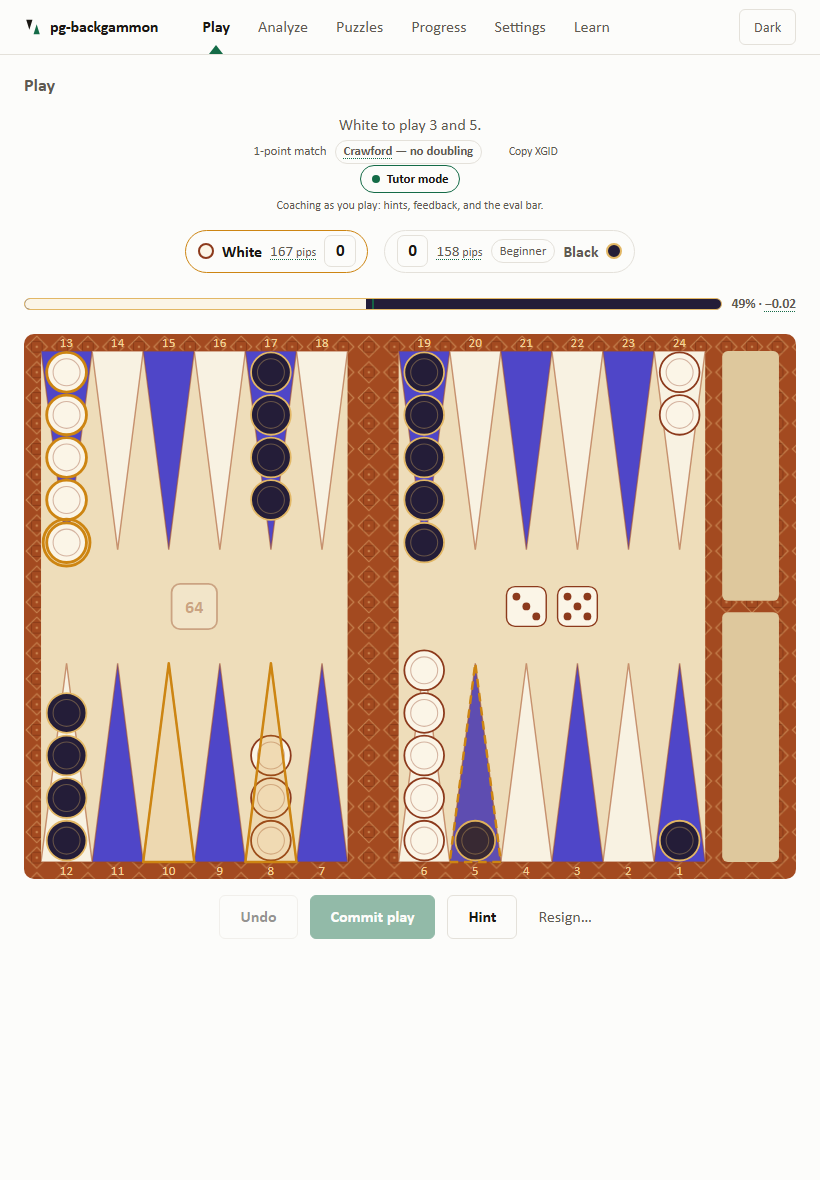 pg-backgammon Play Analyze Puzzles Progress Settings Learn Dark
Play
White to play 3 and 5.
1-point match Crawford — no doubling Copy XGID
Tutor mode
Coaching as you play: hints, feedback, and the eval bar.
White 167 pips 0 0 158 pips Beginner Black
49% · −0.02
13 14 15 16 17 18 19 20 21 22 23 24
64
12 11 10 9 8 7 6 5 4 3 2 1
Undo Commit play Hint Resign...